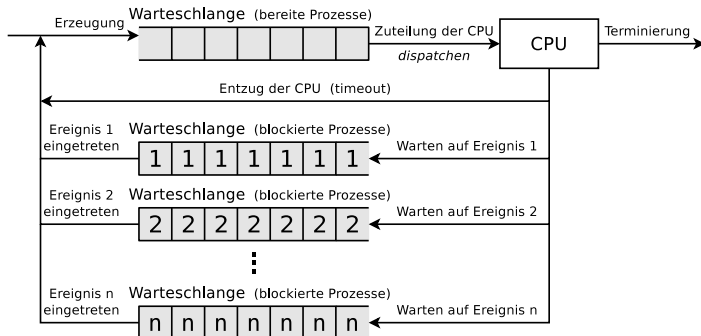 Erzeugung
Warteschlange (bereite Prozesse)
Zuteilung der CPU
dispatchen
CPU
Terminierung
Entzug der CPU (timeout)
Ereignis 1
eingetreten
Warteschlange (blockierte Prozesse)
1 1 1 1 1 1 1
Warten auf Ereignis 1
Ereignis 2
eingetreten
Warteschlange (blockierte Prozesse)
2 2 2 2 2 2 2
Warten auf Ereignis 2
Ereignis n
eingetreten
Warteschlange (blockierte Prozesse)
n n n n n n n
Warten auf Ereignis n